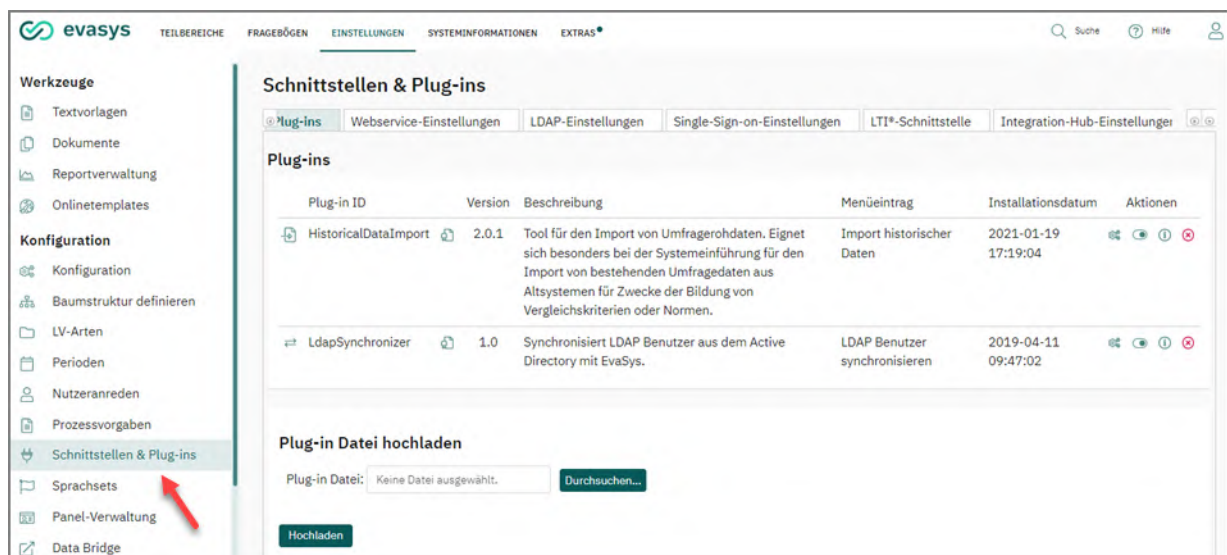 evasys
TEILBEREICHE FRAGEBÖGEN EINSTELLUNGEN SYSTEMINFORMATIONEN EXTRAS
Suche Hilfe
Werkzeuge
Textvorlagen
Dokumente
Reportverwaltung
Onlinetemplates
Konfiguration
Konfiguration
Baumstruktur definieren
LV-Arten
Perioden
Nutzeranreden
Prozessvorgaben
Schnittstellen & Plug-ins
Sprachsets
Panel-Verwaltung
Data Bridge
Schnittstellen & Plug-ins
Plug-ins Webservice-Einstellungen LDAP-Einstellungen Single-Sign-on-Einstellungen LTI®-Schnittstelle Integration-Hub-Einstellungen
Plug-ins
Plug-in ID Version Beschreibung Menüeintrag Installationsdatum Aktionen
HistoricalDataImport 2.0.1 Tool für den Import von Umfragerohdaten. Eignet Import historischer 2021-01-19
sich besonders bei der Systemeinführung für den Daten 17:19:04
Import von bestehenden Umfragedaten aus
Altsystemen für Zwecke der Bildung von
Vergleichskriterien oder Normen.
LdapSynchronizer 1.0 Synchronisiert LDAP Benutzer aus dem Active LDAP Benutzer 2019-04-11
Directory mit EvaSys. synchronisieren 09:47:02
Plug-in Datei hochladen
Plug-in Datei: Keine Datei ausgewählt. Durchsuchen...
Hochladen